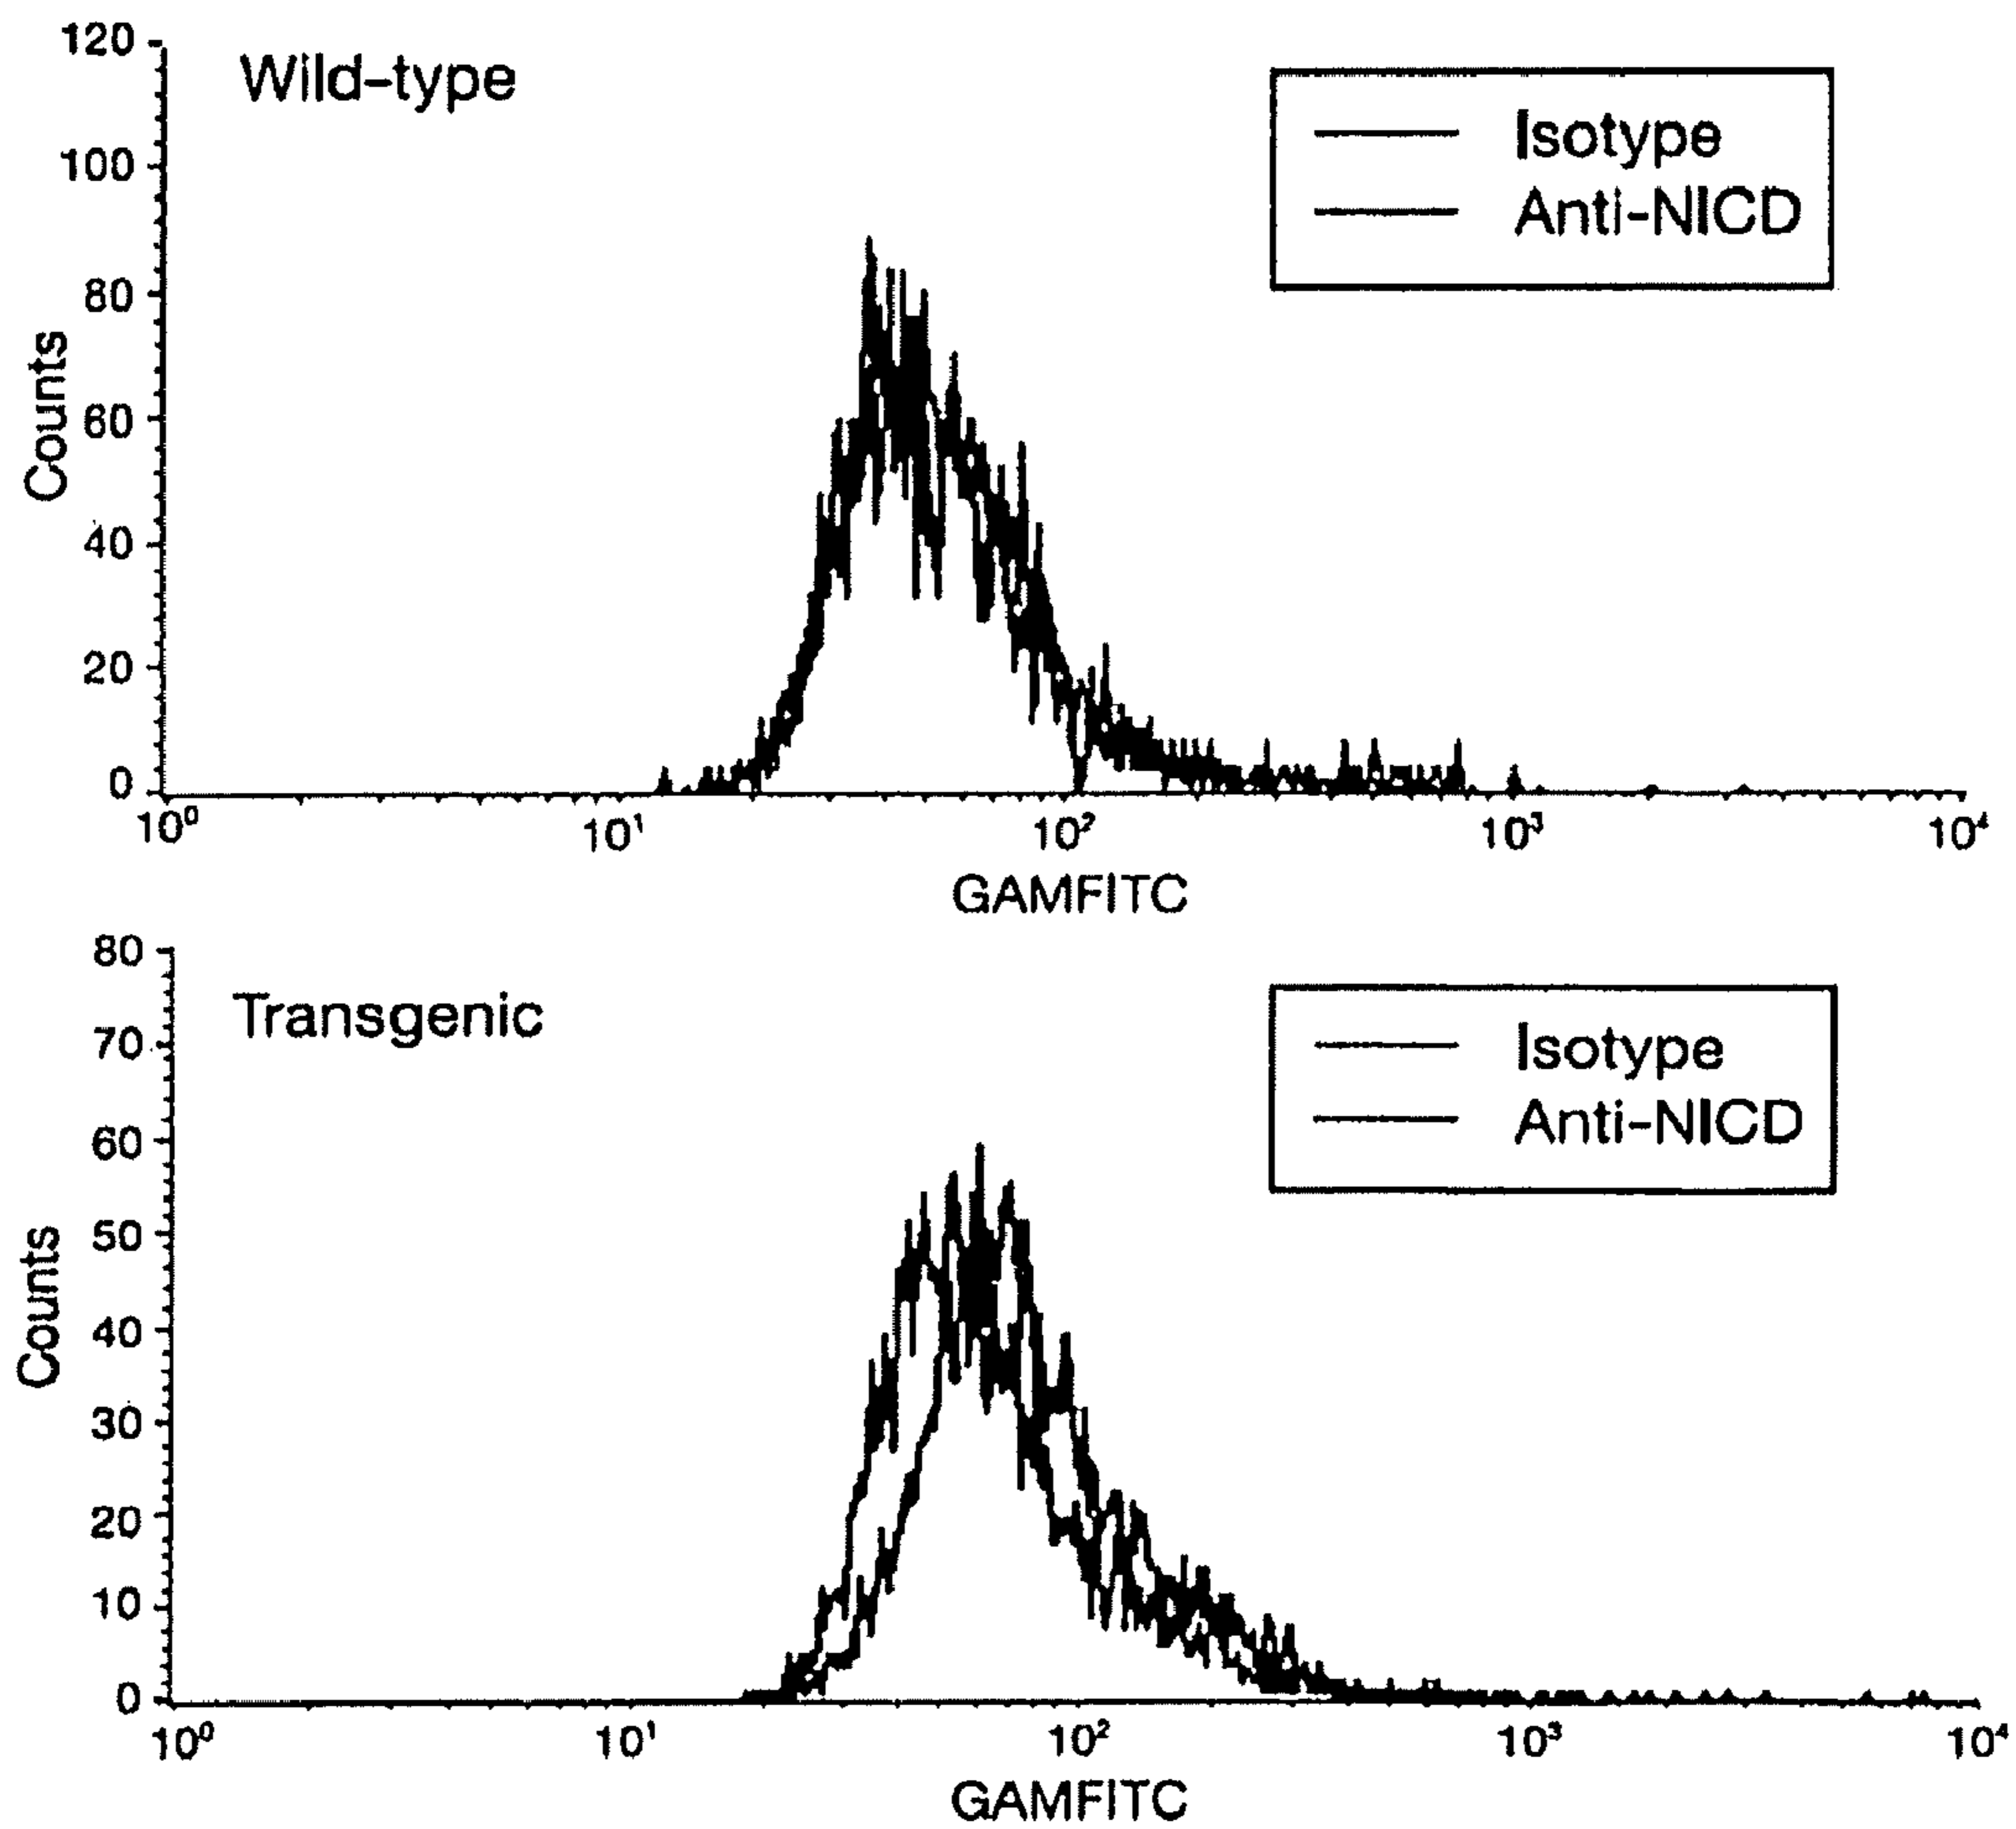 120
Wild-type
Isotype
Anti-NICD
100
80
60
40
20
0
Counts
10⁰ 10¹ 10² 10³ 10⁴
GAMFITC
80
Transgenic
Isotype
Anti-NICD
70
60
50
40
30
20
10
0
Counts
10⁰ 10¹ 10² 10³ 10⁴
GAMFITC